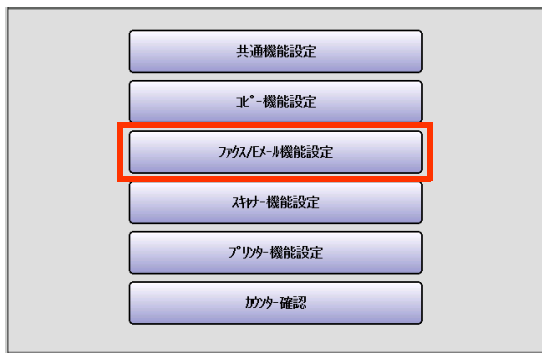 共通機能設定
ｺﾋﾟｰ機能設定
ﾌｧｸｽ/Eﾒｰﾙ機能設定
ｽｷｬﾅｰ機能設定
ﾌﾟﾘﾝﾀｰ機能設定
ｶｳﾝﾀｰ確認